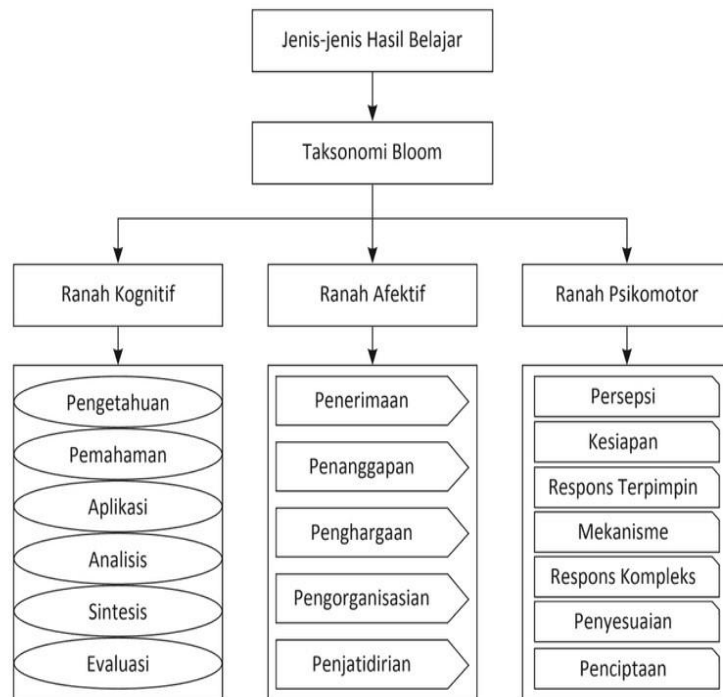 Jenis-jenis Hasil Belajar
Taksonomi Bloom
Ranah Kognitif
Ranah Afektif
Ranah Psikomotor
Pengetahuan
Pemahaman
Aplikasi
Analisis
Sintesis
Evaluasi
Penerimaan
Penanggapan
Penghargaan
Pengorganisasian
Penjatidirian
Persepsi
Kesiapan
Respons Terpimpin
Mekanisme
Respons Kompleks
Penyesuaian
Penciptaan